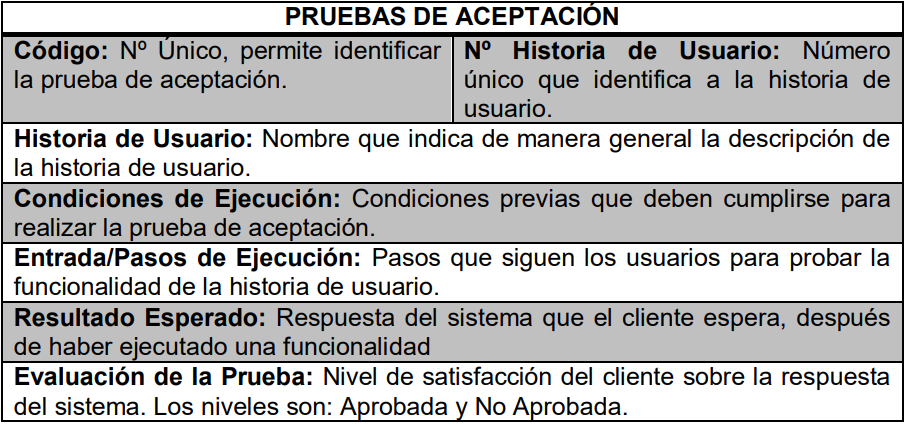 PRUEBAS DE ACEPTACIÓN
Código: Nº Único, permite identificar
la prueba de aceptación.
Nº Historia de Usuario: Número
único que identifica a la historia de
usuario.
Historia de Usuario: Nombre que indica de manera general la descripción de
la historia de usuario.
Condiciones de Ejecución: Condiciones previas que deben cumplirse para
realizar la prueba de aceptación.
Entrada/Pasos de Ejecución: Pasos que siguen los usuarios para probar la
funcionalidad de la historia de usuario.
Resultado Esperado: Respuesta del sistema que el cliente espera, después
de haber ejecutado una funcionalidad
Evaluación de la Prueba: Nivel de satisfacción del cliente sobre la respuesta
del sistema. Los niveles son: Aprobada y No Aprobada.